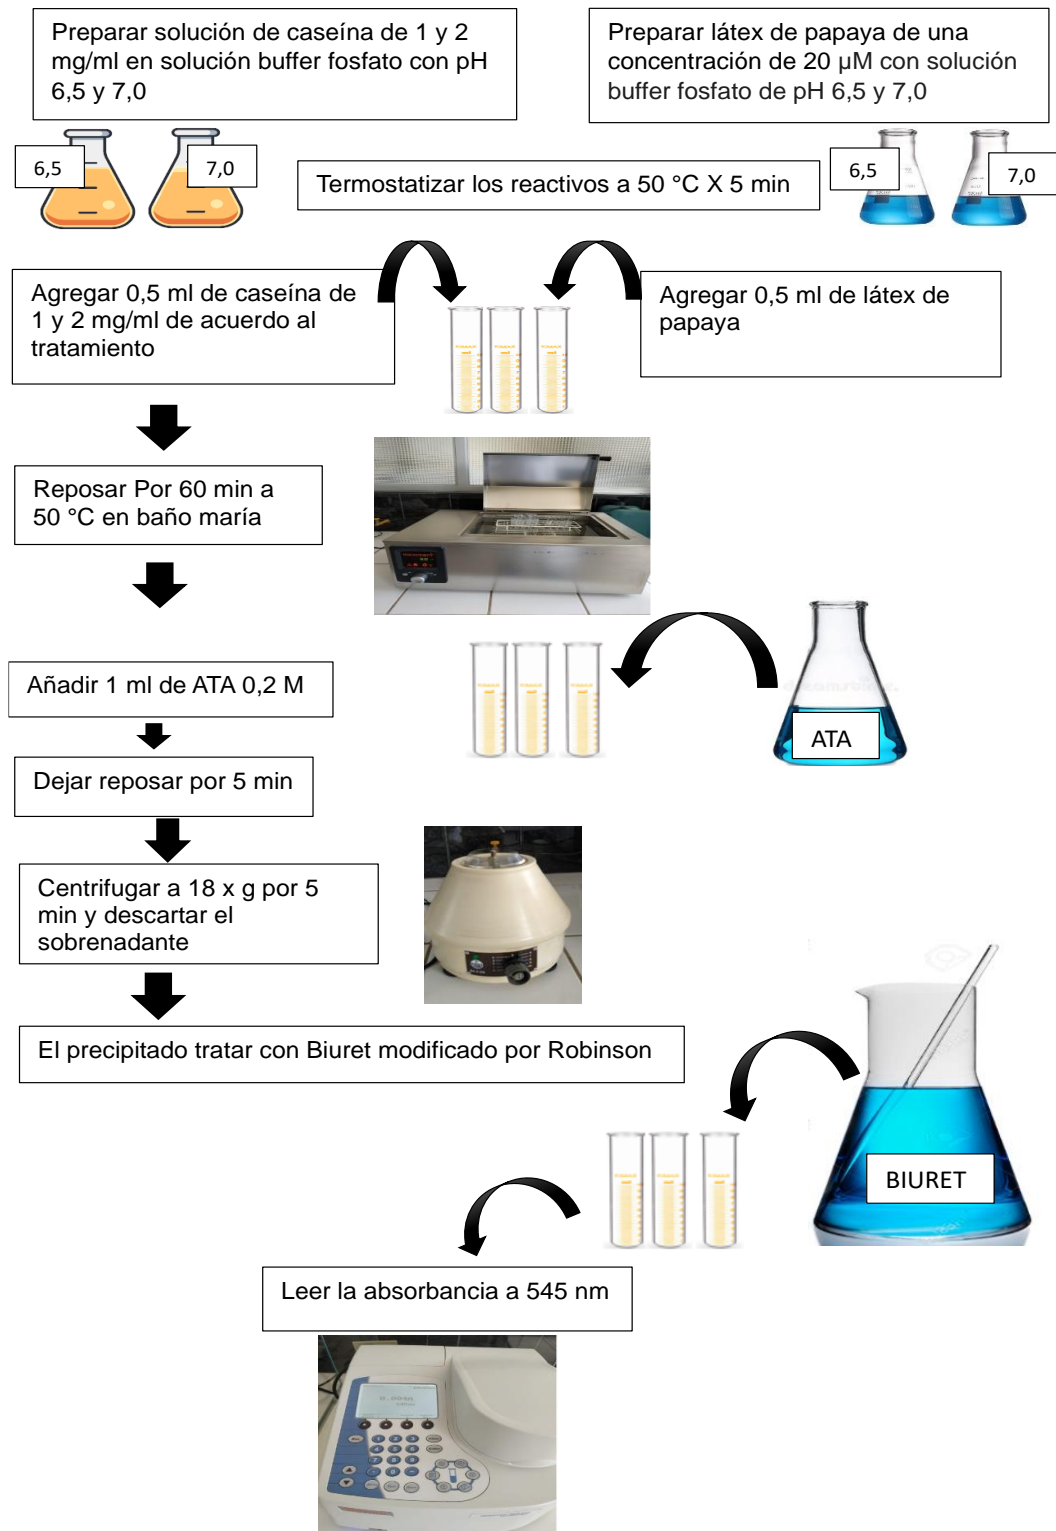 Preparar solución de caseína de 1 y 2
mg/ml en solución buffer fosfato con pH
6,5 y 7,0
Preparar látex de papaya de una
concentración de 20 µM con solución
buffer fosfato de pH 6,5 y 7,0
6,5
7,0
Termostatizar los reactivos a 50 °C X 5 min
6,5
7,0
Agregar 0,5 ml de caseína de
1 y 2 mg/ml de acuerdo al
tratamiento
Agregar 0,5 ml de látex de
papaya
Reposar Por 60 min a
50 °C en baño maría
Añadir 1 ml de ATA 0,2 M
ATA
Dejar reposar por 5 min
Centrifugar a 18 x g por 5
min y descartar el
sobrenadante
El precipitado tratar con Biuret modificado por Robinson
BIURET
Leer la absorbancia a 545 nm